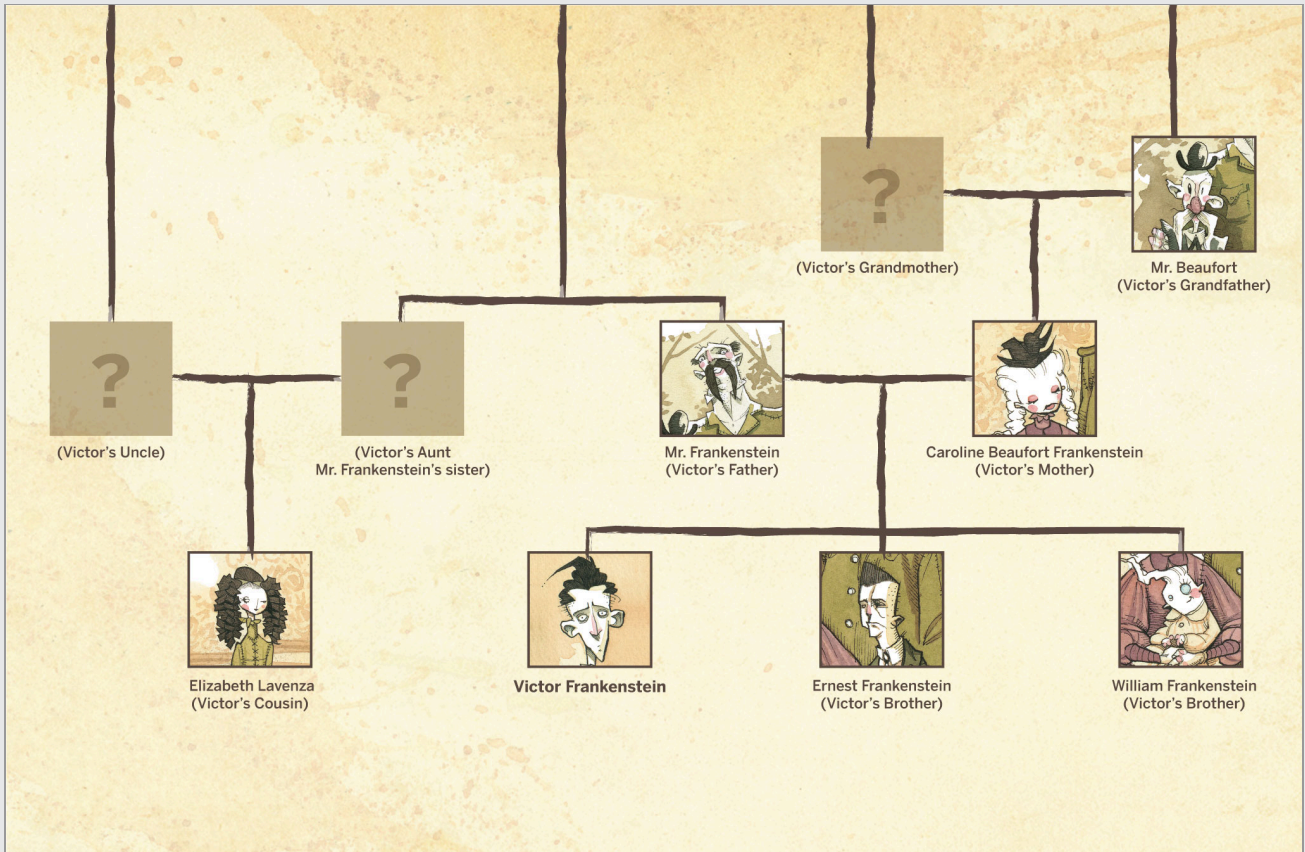 ?
(Victor's Grandmother)
Mr. Beaufort
(Victor's Grandfather)
?
(Victor's Uncle)
?
(Victor's Aunt
Mr. Frankenstein's sister)
Mr. Frankenstein
(Victor's Father)
Caroline Beaufort Frankenstein
(Victor's Mother)
Elizabeth Lavenza
(Victor's Cousin)
Victor Frankenstein
Ernest Frankenstein
(Victor's Brother)
William Frankenstein
(Victor's Brother)